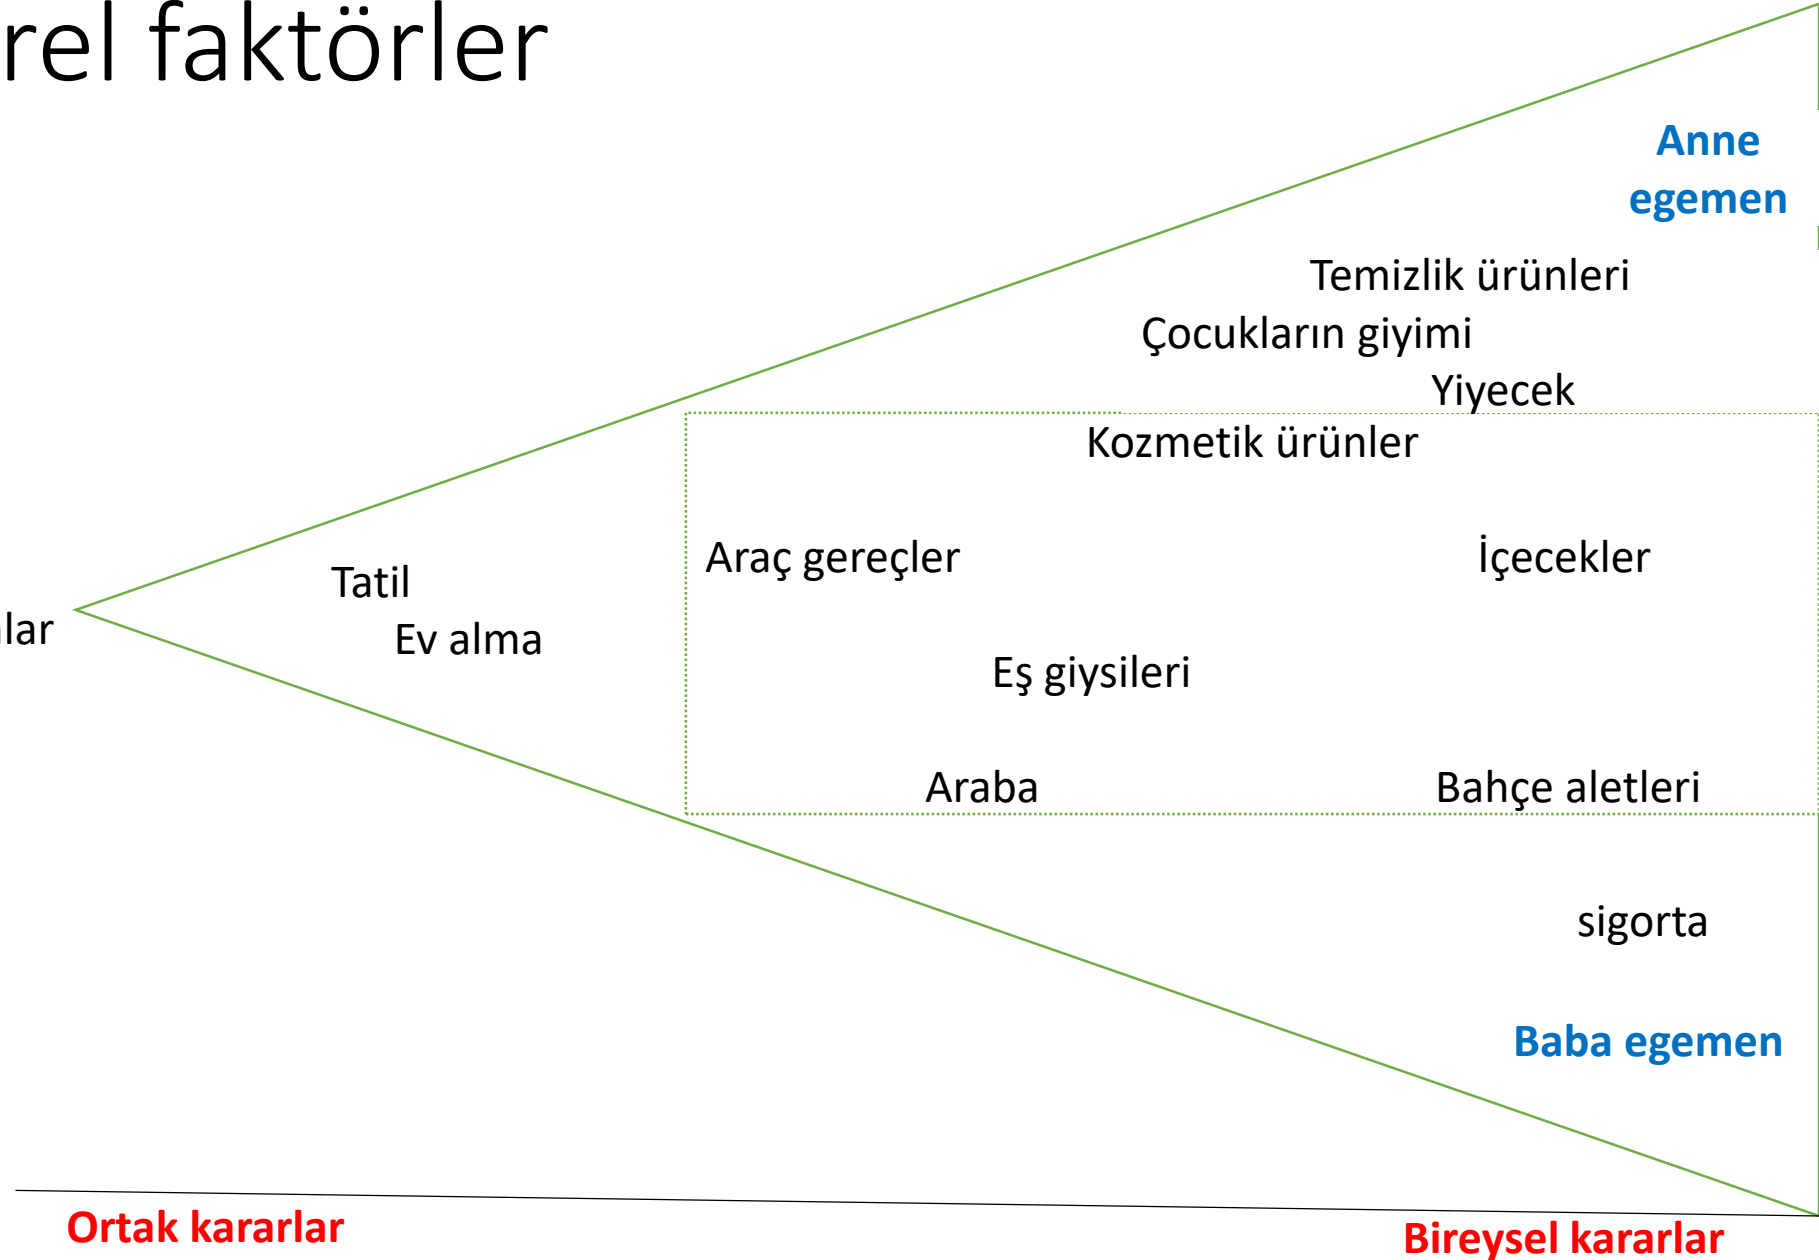 rel faktörler
Anne
egemen
Temizlik ürünleri
Çocukların giyimi
Yiyecek
Kozmetik ürünler
Araç gereçler
İçecekler
Tatil
lar
Ev alma
Eş giysileri
Araba
Bahçe aletleri
sigorta
Baba egemen
Ortak kararlar
Bireysel kararlar